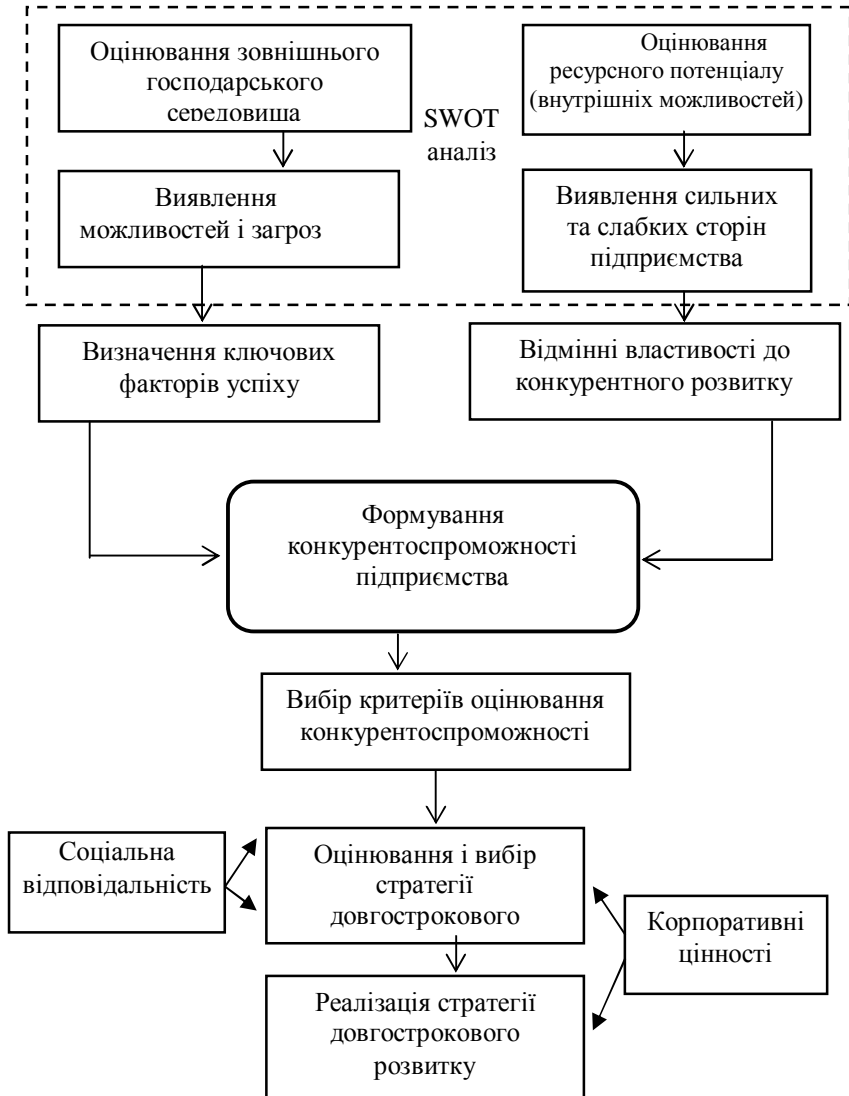 Оцінювання зовнішнього
господарського
середовиша
Оцінювання
ресурсного потенціалу
(внутрішніх можливостей)
SWOT
аналіз
Виявлення
можливостей і загроз
Виявлення сильних
та слабких сторін
підприємства
Визначення ключових
факторів успіху
Відмінні властивості до
конкурентного розвитку
Формування
конкурентоспроможності
підприємства
Вибір критеріїв оцінювання
конкурентоспроможності
Соціальна
відповідальність
Оцінювання і вибір
стратегії
довгострокового
Корпоративні
цінності
Реалізація стратегії
довгострокового
розвитку